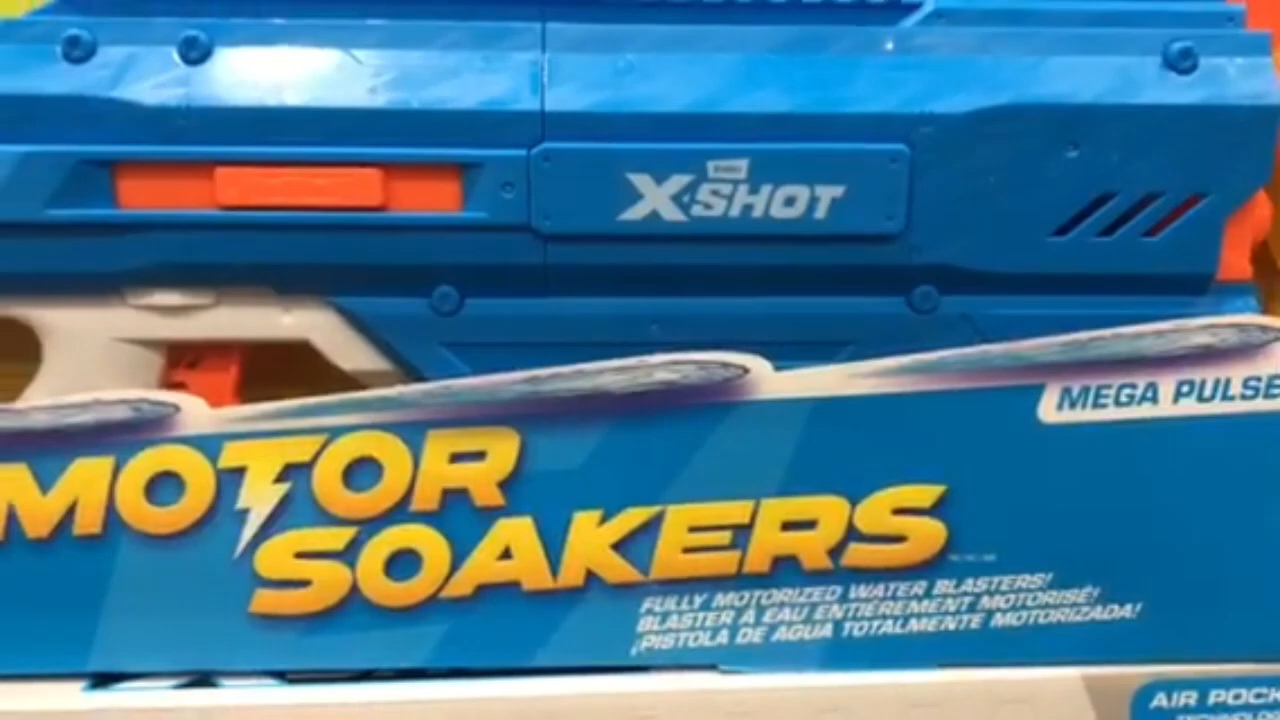 X-SHOT
MEGA PULSE
MOTOR
SOAKERS
FULLY MOTORIZED WATER BLASTERS!
BLASTER À EAU ENTIÈREMENT MOTORISÉ!
¡PISTOLA DE AGUA TOTALMENTE MOTORIZADA!
AIR POCK